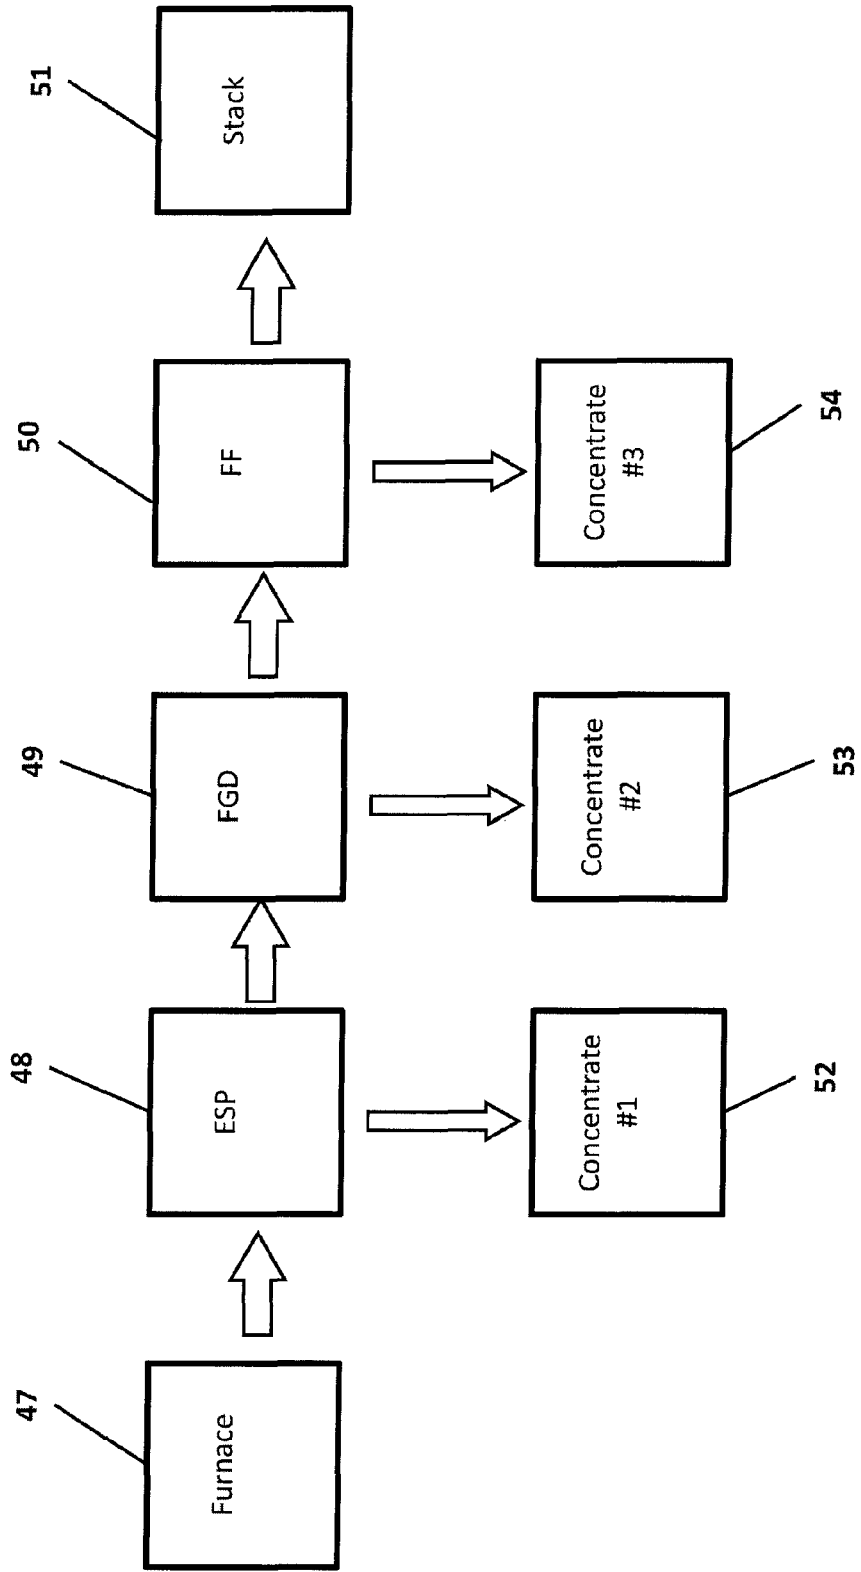 47
48
49
50
51
Furnace
ESP
FGD
FF
Stack
Concentrate
#1
Concentrate
#2
Concentrate
#3
52
53
54